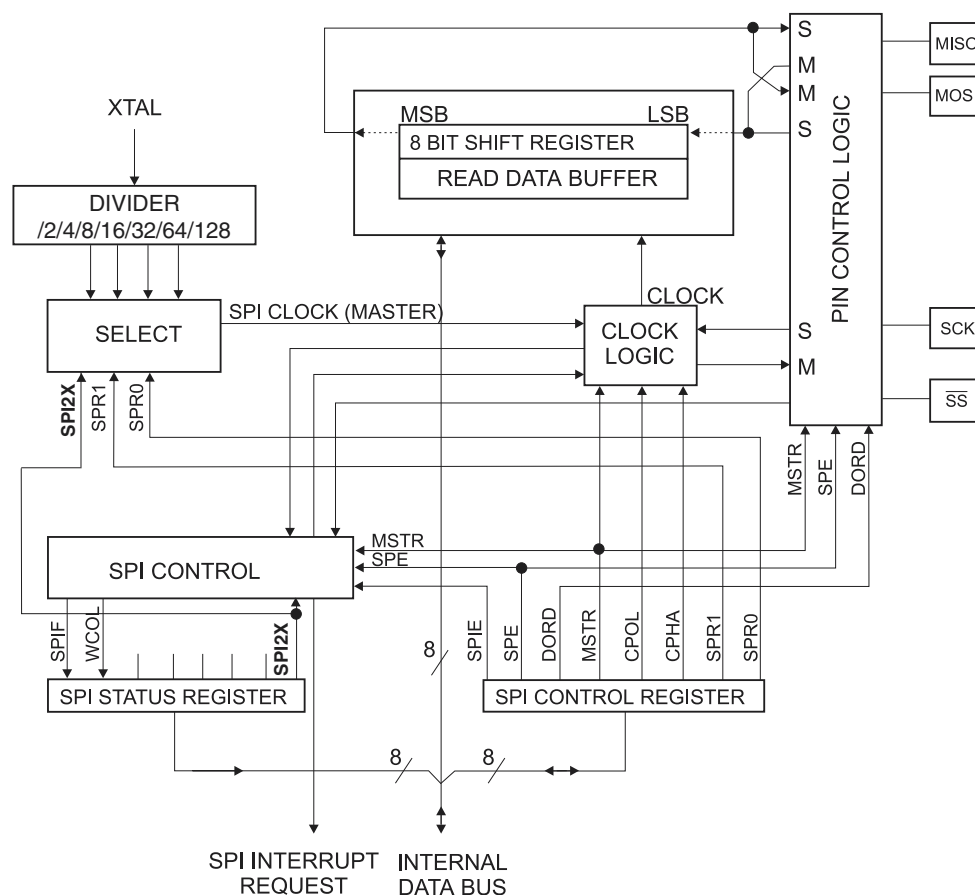 S
MISO
M
MOS
M
S
XTAL
MSB
LSB
8 BIT SHIFT REGISTER
READ DATA BUFFER
DIVIDER
/2/4/8/16/32/64/128
PIN CONTROL LOGIC
SPI CLOCK (MASTER)
CLOCK
SELECT
CLOCK
LOGIC
S
SCK
M
SS
SPI2X
SPR1
SPR0
MSTR
SPE
DORD
MSTR
SPE
SPI CONTROL
SPIF
WCOL
SPI2X
SPIE
SPE
DORD
MSTR
CPOL
CPHA
SPR1
SPR0
8
SPI STATUS REGISTER
SPI CONTROL REGISTER
8
8
SPI INTERRUPT
REQUEST
INTERNAL
DATA BUS